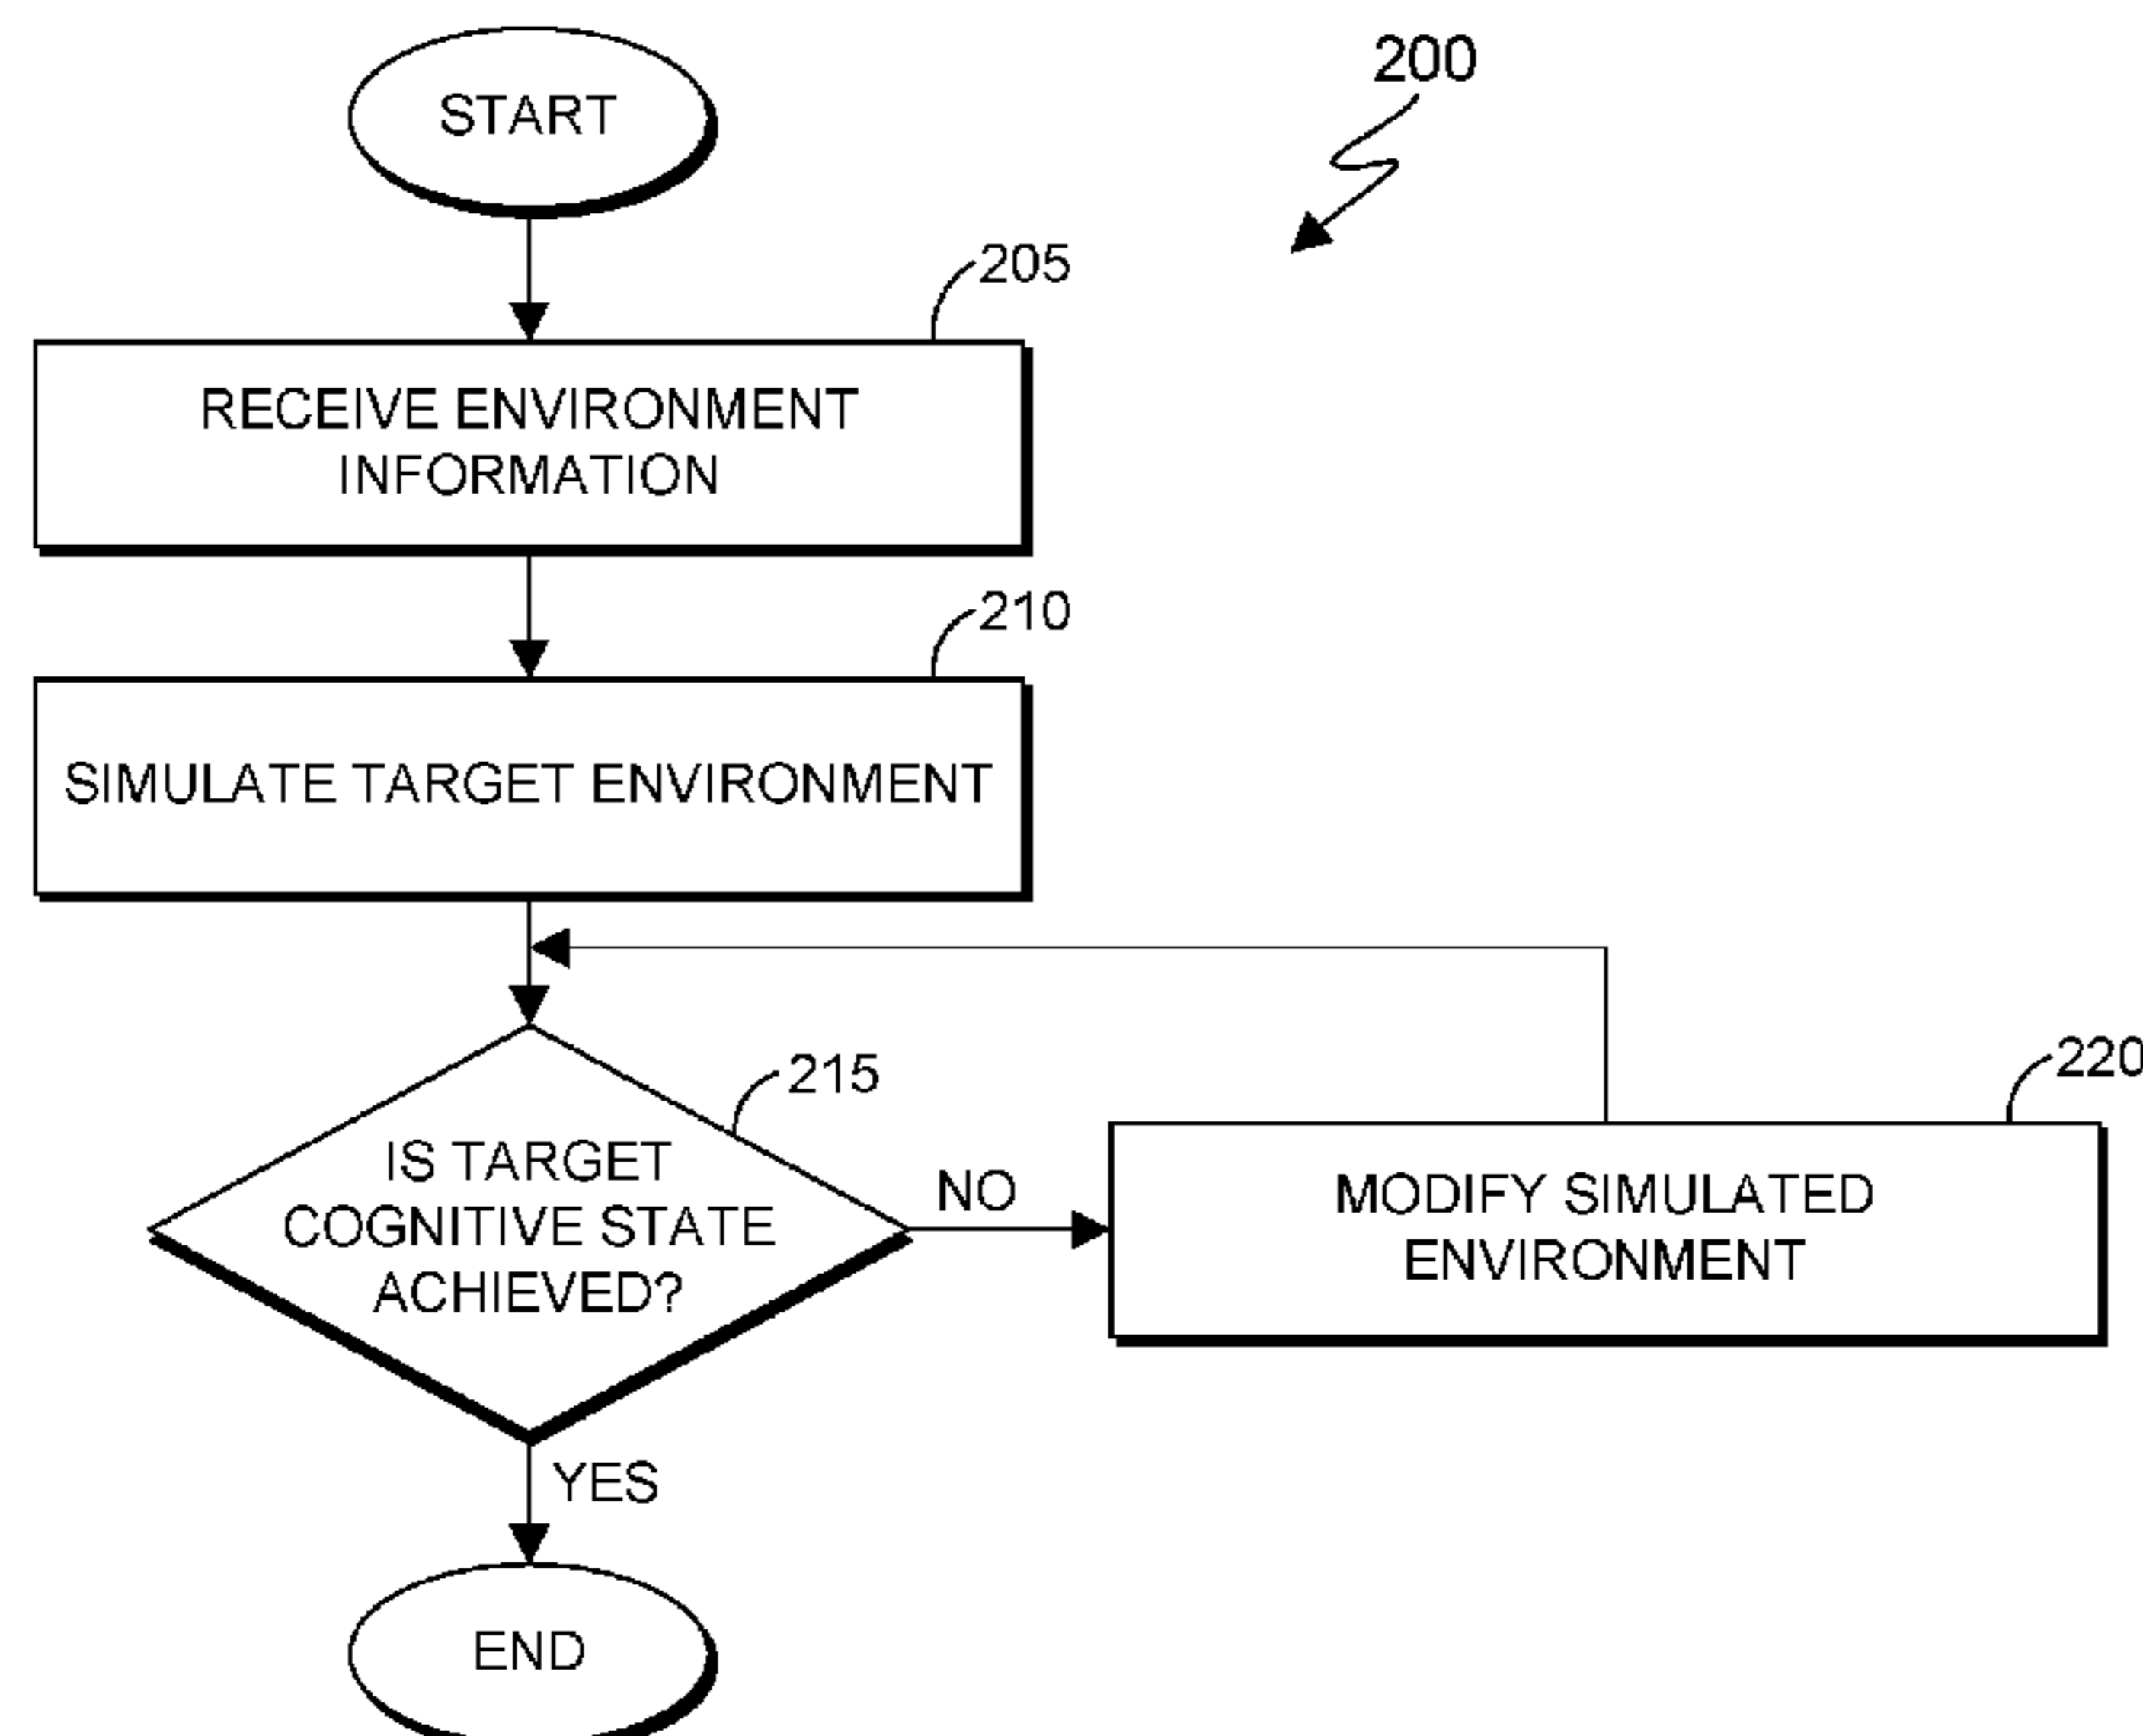 START
200
205
RECEIVE ENVIRONMENT
INFORMATION
210
SIMULATE TARGET ENVIRONMENT
215
IS TARGET
COGNITIVE STATE
ACHIEVED?
NO
220
MODIFY SIMULATED
ENVIRONMENT
YES
END